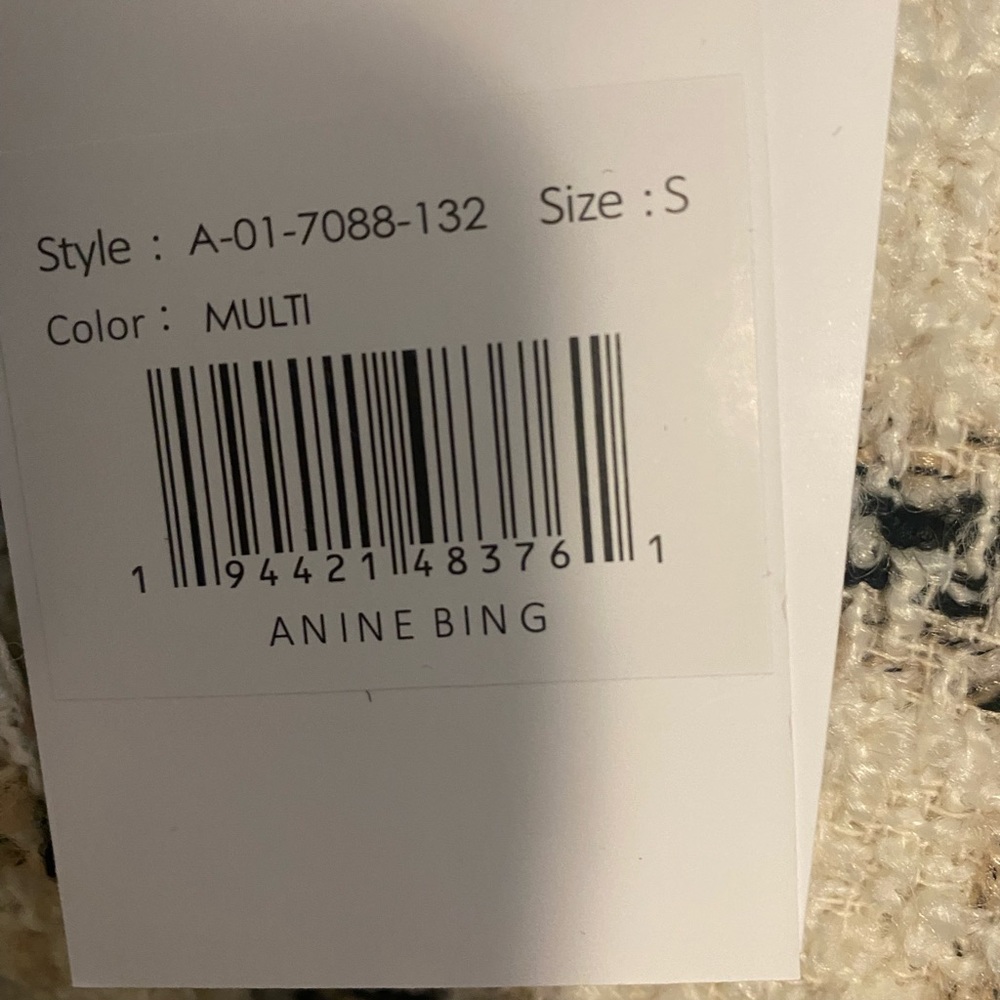 Style : A-01-7088-132 Size : S
Color : MULTI
1 94421 48376 1
ANINE BING